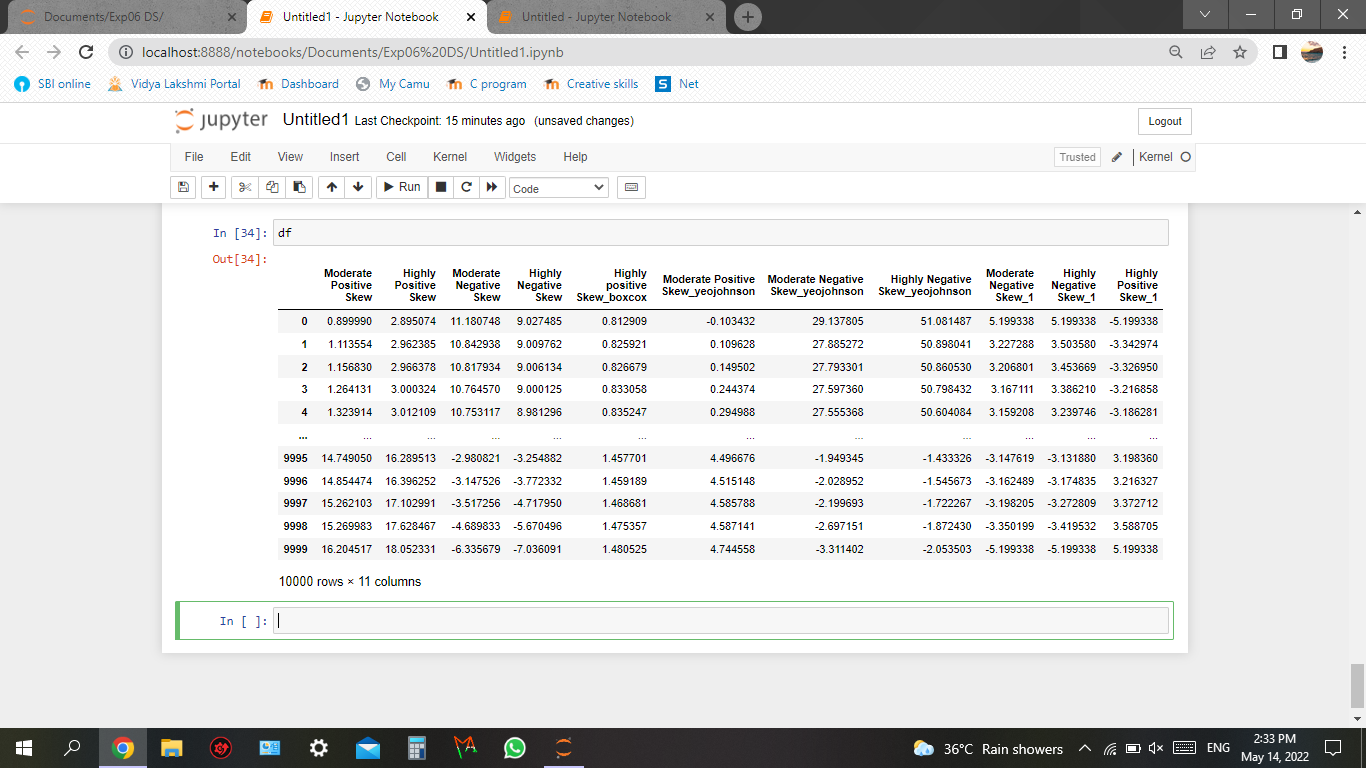 Documents/Exp06 DS/
Untitled1 - Jupyter Notebook
Untitled - Jupyter Notebook
localhost:8888/notebooks/Documents/Exp06%20DS/Untitled1.ipynb
SBI online Vidya Lakshmi Portal Dashboard My Camu C program Creative skills S Net
jupyter Untitled1 Last Checkpoint: 15 minutes ago (unsaved changes) Logout
File Edit View Insert Cell Kernel Widgets Help Trusted Kernel
Run Code
In [34]: df
Out[34]:
Moderate Positive Skew
Highly Positive Skew
Moderate Negative Skew
Highly Negative Skew
Highly positive Skew_boxcox
Moderate Positive Skew_yeojohnson
Moderate Negative Skew_yeojohnson
Highly Negative Skew_yeojohnson
Moderate Negative Skew_1
Highly Negative Skew_1
Highly Positive Skew_1
0 0.899990 2.895074 11.180748 9.027485 0.812909 -0.103432 29.137805 51.081487 5.199338 5.199338 -5.199338
1 1.113554 2.962385 10.842938 9.009762 0.825921 0.109628 27.885272 50.898041 3.227288 3.503580 -3.342974
2 1.156830 2.966378 10.817934 9.006134 0.826679 0.149502 27.793301 50.860530 3.206801 3.453669 -3.326950
3 1.264131 3.000324 10.764570 9.000125 0.833058 0.244374 27.597360 50.798432 3.167111 3.386210 -3.216858
4 1.323914 3.012109 10.753117 8.981296 0.835247 0.294988 27.555368 50.604084 3.159208 3.239746 -3.186281
... ... ... ... ... ... ... ... ... ... ... ...
9995 14.749050 16.289513 -2.980821 -3.254882 1.457701 4.496676 -1.949345 -1.433326 -3.147619 -3.131880 3.198360
9996 14.854474 16.396252 -3.147526 -3.772332 1.459189 4.515148 -2.028952 -1.545673 -3.162489 -3.174835 3.216327
9997 15.262103 17.102991 -3.517256 -4.717950 1.468681 4.585788 -2.199693 -1.722267 -3.198205 -3.272809 3.372712
9998 15.269983 17.628467 -4.689833 -5.670496 1.475357 4.587141 -2.697151 -1.872430 -3.350199 -3.419532 3.588705
9999 16.204517 18.052331 -6.335679 -7.036091 1.480525 4.744558 -3.311402 -2.053503 -5.199338 -5.199338 5.199338
10000 rows × 11 columns
In [ ]:
36°C Rain showers ENG
2:33 PM
May 14, 2022